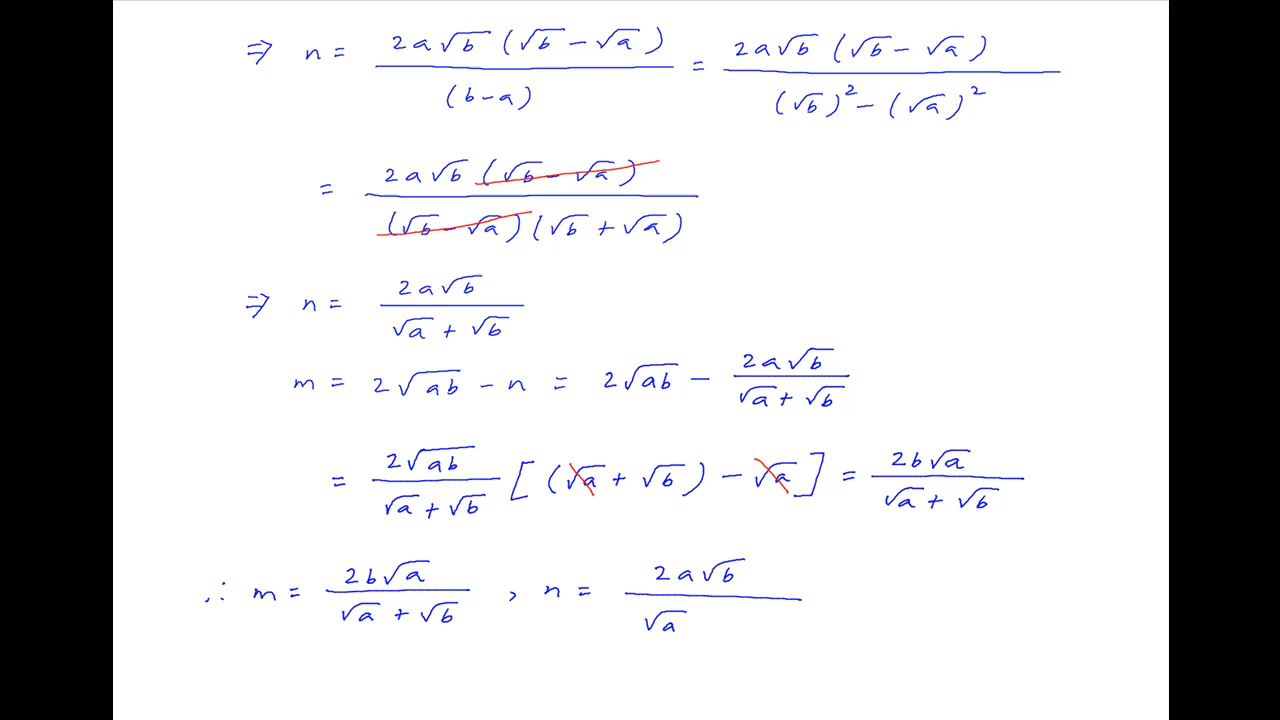 ⇒ n = 2a√b (√b − √a) / (b − a) = 2a√b (√b − √a) / (√b)² − (√a)²
= 2a√b (√b − √a) / (√b − √a)(√b + √a)
⇒ n = 2a√b / √a + √b
m = 2√ab − n = 2√ab − 2a√b / √a + √b
= 2√ab / √a + √b [(√a + √b) − √a] = 2b√a / √a + √b
∴ m = 2b√a / √a + √b , n = 2a√b / √a